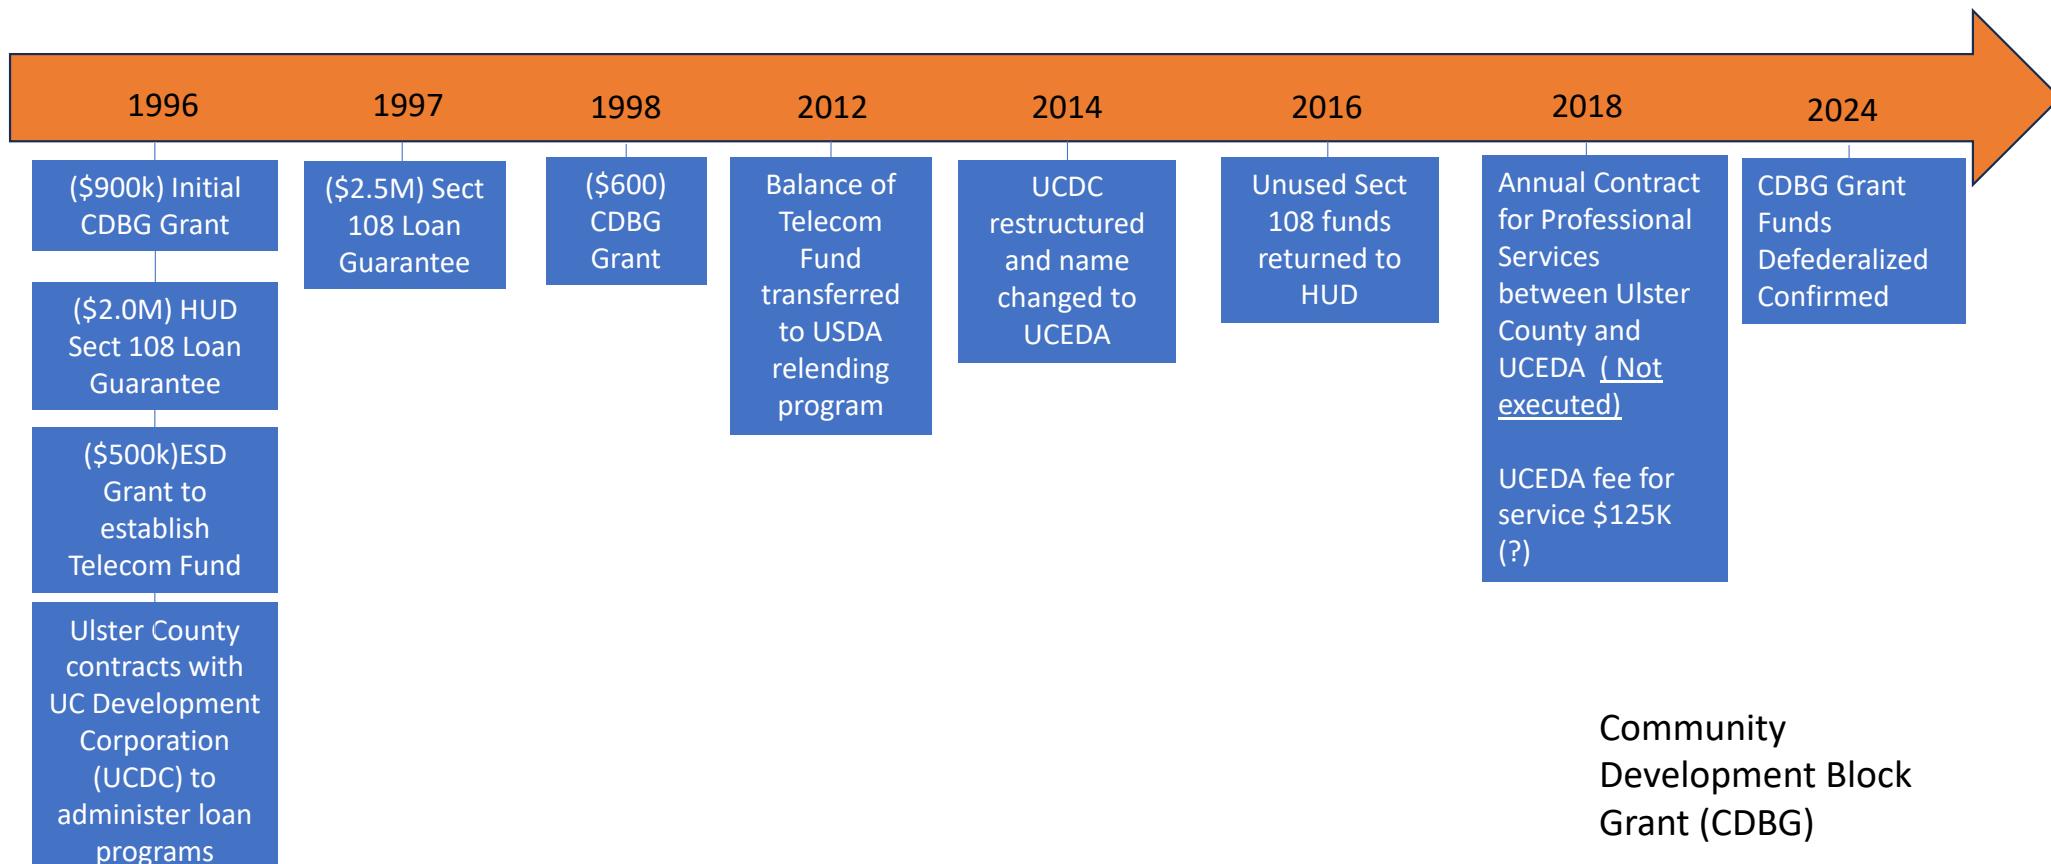 1996
1997
1998
2012
2014
2016
2018
2024
($900k) Initial
CDBG Grant
($2.0M) HUD
Sect 108 Loan
Guarantee
($500k)ESD
Grant to
establish
Telecom Fund
Ulster County
contracts with
UC Development
Corporation
(UCDC) to
administer loan
programs
($2.5M) Sect
108 Loan
Guarantee
($600)
CDBG
Grant
Balance of
Telecom
Fund
transferred
to USDA
relending
program
UCDC
restructured
and name
changed to
UCEDA
Unused Sect
108 funds
returned to
HUD
Annual Contract
for Professional
Services
between Ulster
County and
UCEDA ( Not
executed)
UCEDA fee for
service $125K
(?)
CDBG Grant
Funds
Defederalized
Confirmed
Community
Development Block
Grant (CDBG)